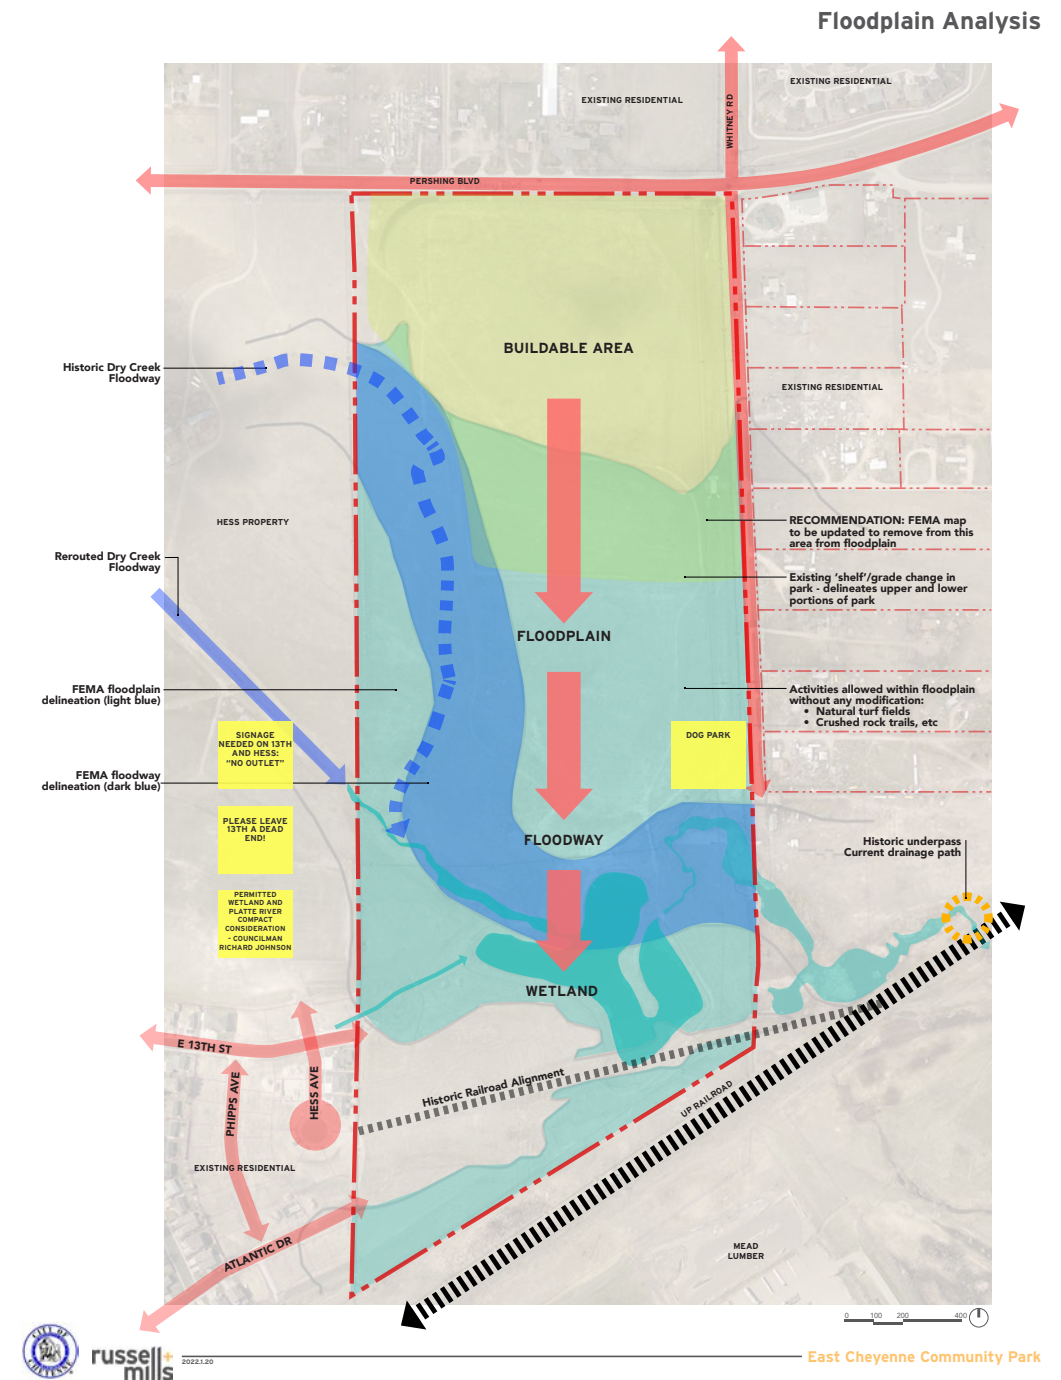 Floodplain Analysis
EXISTING RESIDENTIAL
EXISTING RESIDENTIAL
WHITNEY RD
PERSHING BLVD
BUILDABLE AREA
Historic Dry Creek
Floodway
EXISTING RESIDENTIAL
HESS PROPERTY
RECOMMENDATION: FEMA map
to be updated to remove from this
area from floodplain
Rerouted Dry Creek
Floodway
Existing ‘shelf’/grade change in
park - delineates upper and lower
portions of park
FLOODPLAIN
FEMA floodplain
delineation (light blue)
Activities allowed within floodplain
without any modification:
• Natural turf fields
• Crushed rock trails, etc
SIGNAGE
NEEDED ON 13TH
AND HESS:
“NO OUTLET”
DOG PARK
FEMA floodway
delineation (dark blue)
PLEASE LEAVE
13TH A DEAD
END!
FLOODWAY
Historic underpass
Current drainage path
PERMITTED
WETLAND AND
PLATTE RIVER
COMPACT
CONSIDERATION
- COUNCILMAN
RICHARD JOHNSON
WETLAND
E 13TH ST
PHIPPS AVE
HESS AVE
Historic Railroad Alignment
UP RAILROAD
EXISTING RESIDENTIAL
ATLANTIC DR
MEAD
LUMBER
0 100 200 400
CITY OF
CHEYENNE
russell+
mills
2022.1.20
East Cheyenne Community Park